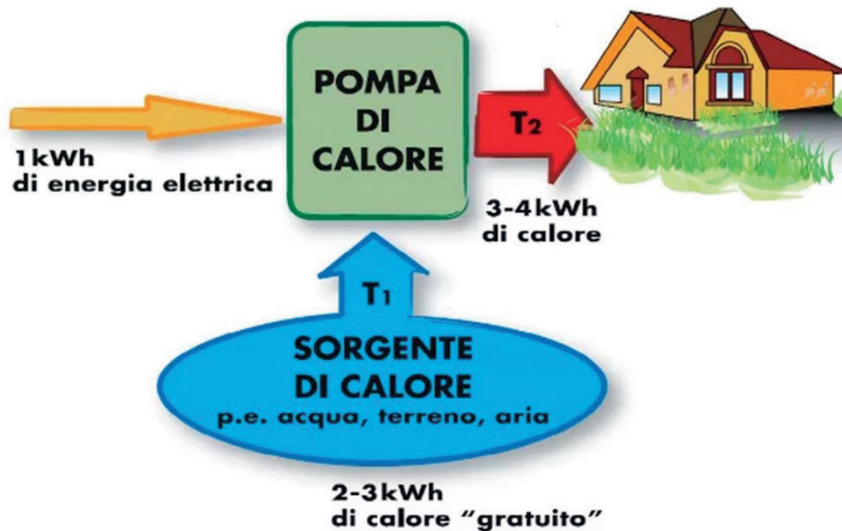 POMPA
DI
CALORE
1kWh
di energia elettrica
T2
3-4kWh
di calore
T1
SORGENTE
DI CALORE
p.e. acqua, terreno, aria
2-3kWh
di calore “gratuito”